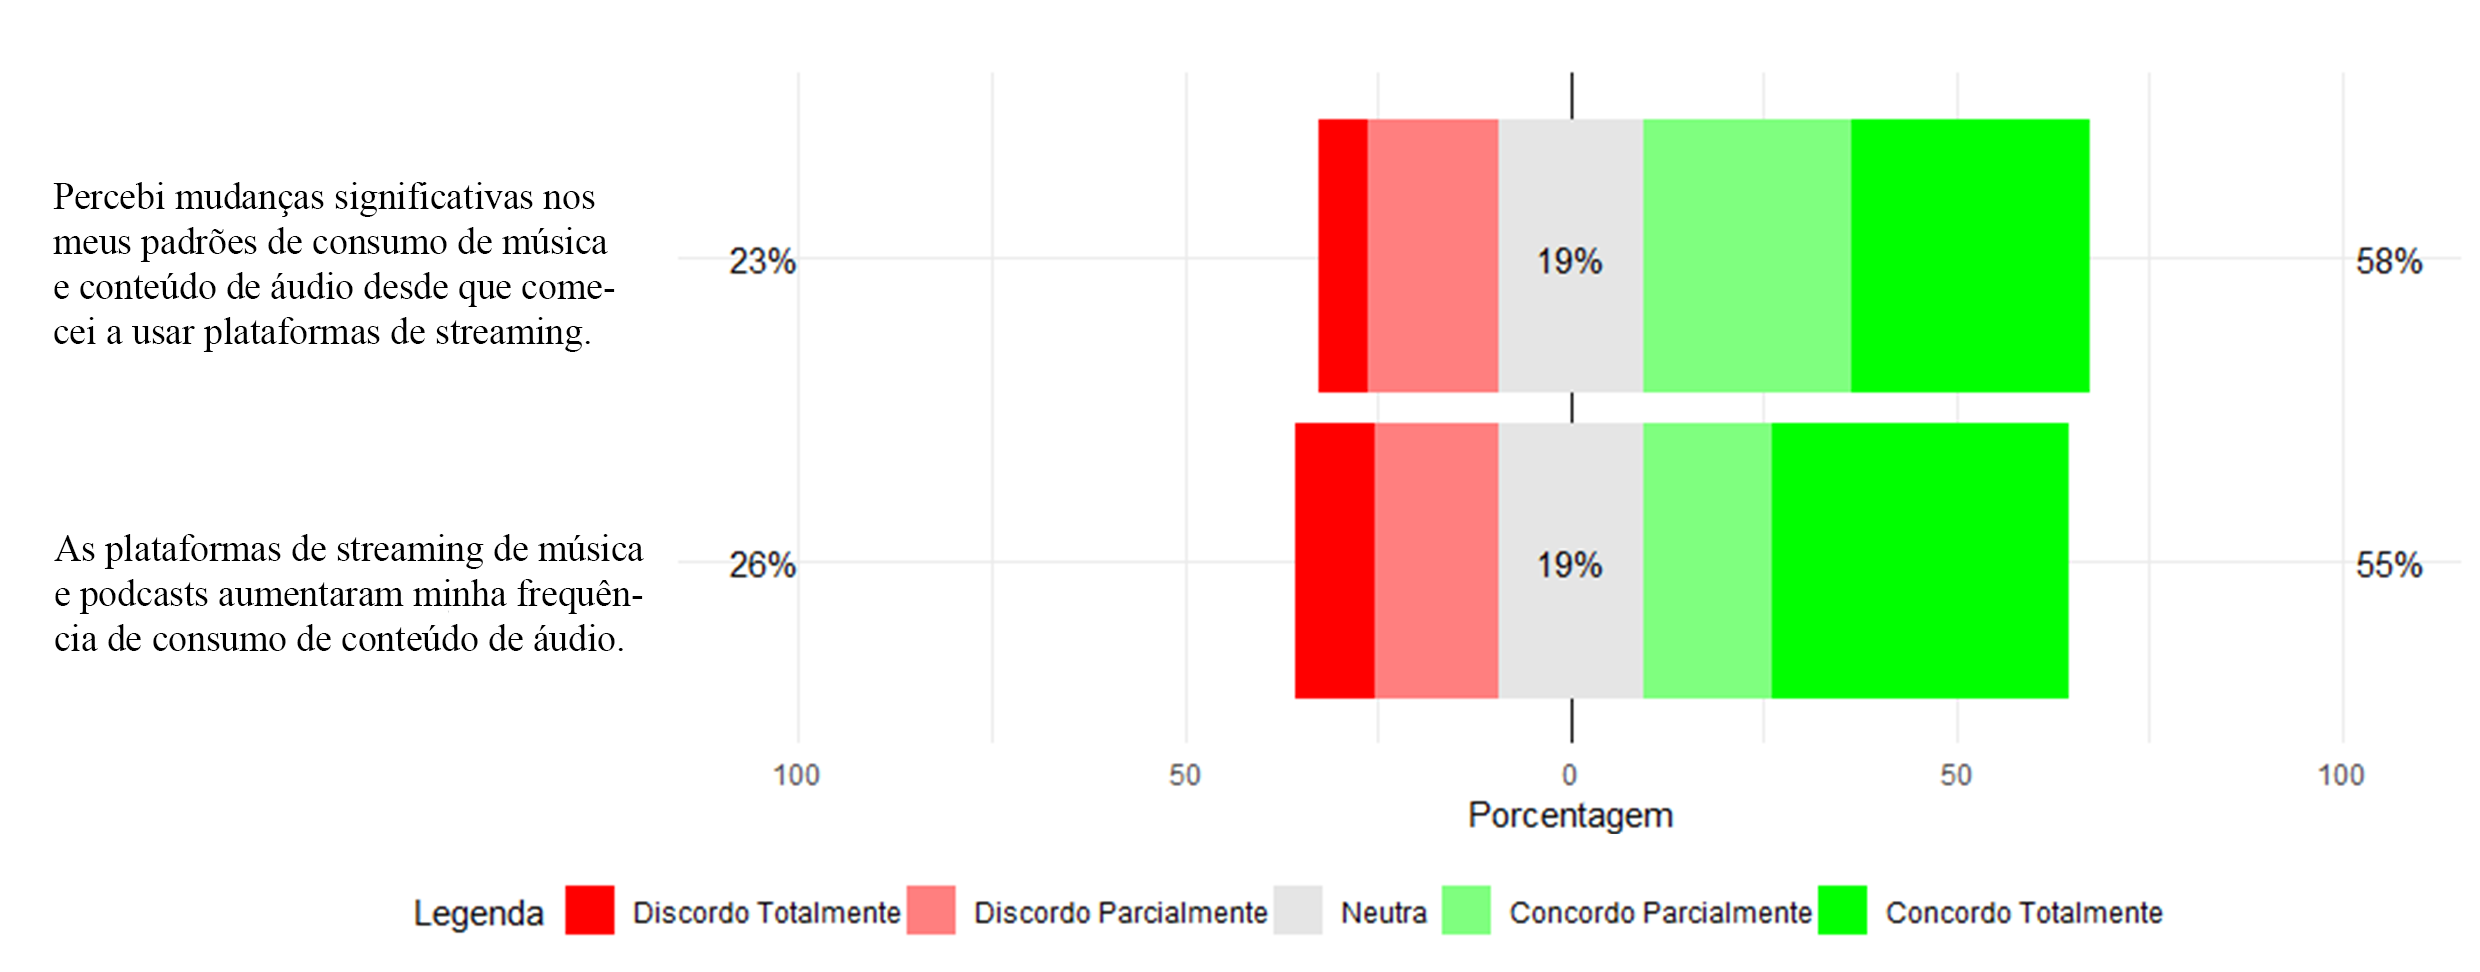 Percebi mudanças significativas nos
meus padrões de consumo de música
e conteúdo de áudio desde que come-
cei a usar plataformas de streaming.
23%
19%
58%
As plataformas de streaming de música
e podcasts aumentaram minha frequên-
cia de consumo de conteúdo de áudio.
26%
19%
55%
100 50 0 50 100
Porcentagem
Legenda Discordo Totalmente Discordo Parcialmente Neutra Concordo Parcialmente Concordo Totalmente